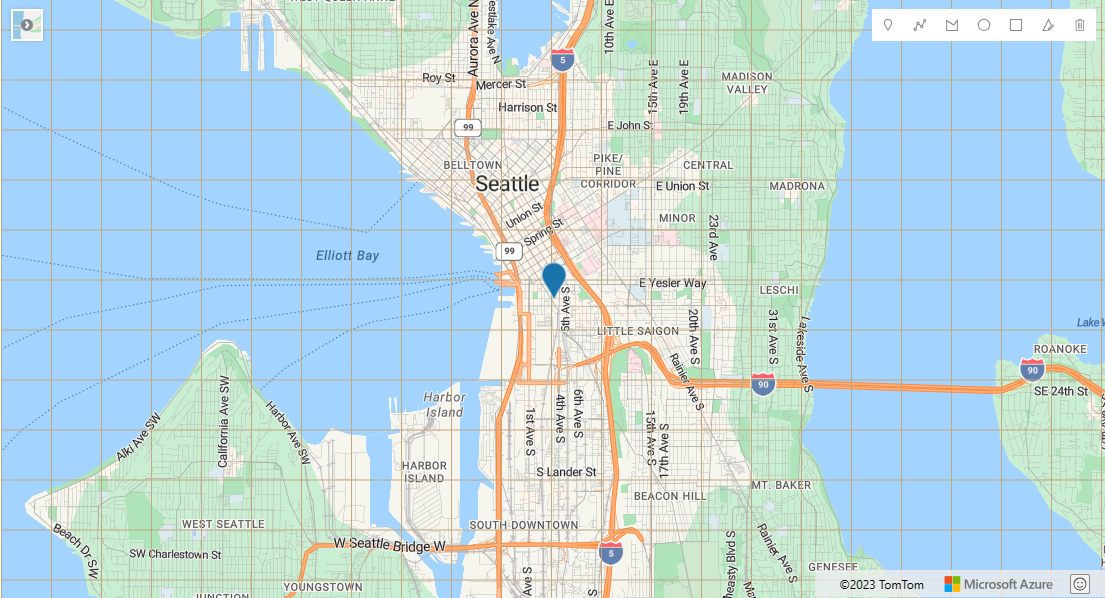 WEST QUEEN ANNE
Aurora Ave N
Westlake Ave N
10th Ave E
5
Roy St
Mercer St
15th Ave E
19th Ave E
MADISON
VALLEY
Harrison St
99
E John St
BELLTOWN
PIKE/
PINE
CORRIDOR
CENTRAL
Seattle
E Union St
MADRONA
Union St
MINOR
Spring St
23rd Ave
99
Elliott Bay
E Yesler Way
LESCHI
5th Ave S
LITTLE SAIGON
20th Ave S
31st Ave S
Lakeside Ave S
Lake W
ROANOKE
90
Rainier Ave S
90
SE 24th St
California Ave SW
Harbor Ave SW
Alki Ave SW
Harbor
Island
1st Ave S
4th Ave S
6th Ave S
15th Ave S
17th Ave S
HARBOR
ISLAND
S Lander St
MT. BAKER
BEACON HILL
WEST SEATTLE
SOUTH DOWNTOWN
Beach Dr SW
SW Charlestown St
W Seattle Bridge W
5
Rainier Ave S
GENESEE
YOUNGSTOWN
JUNCTION
Ave S
S
easty Blvd S
©2023 TomTom
Microsoft Azure